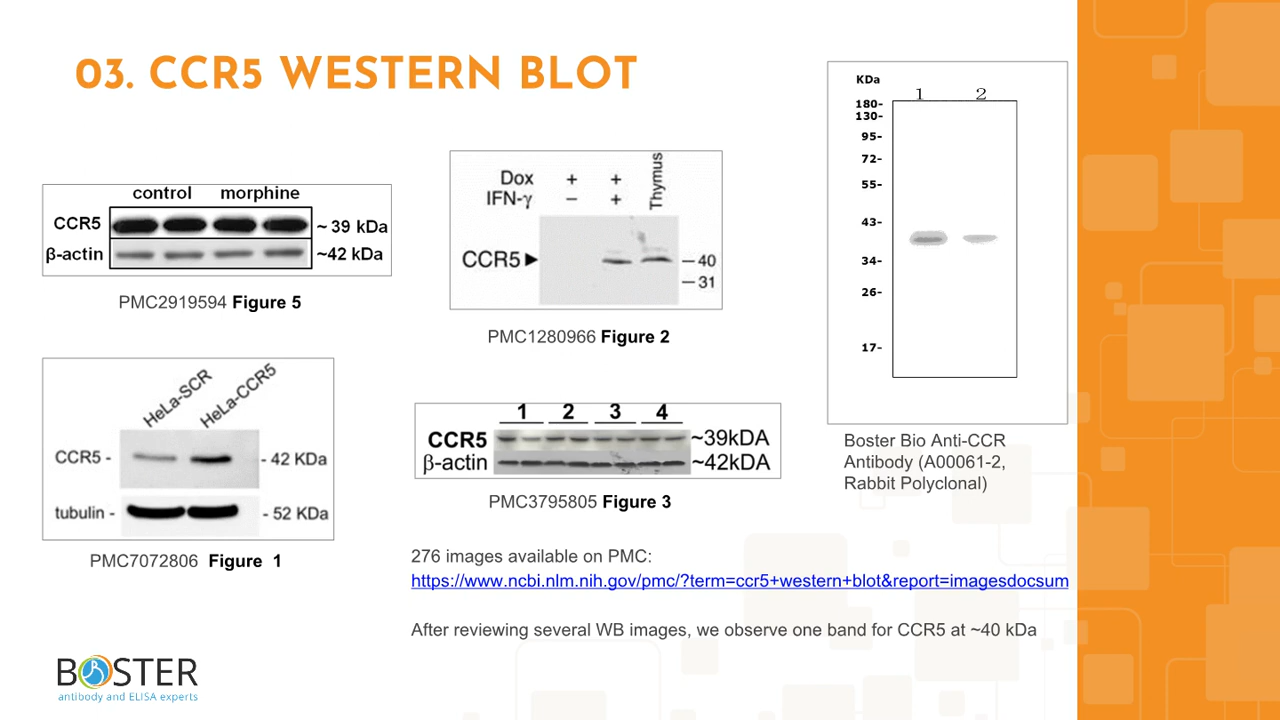 03. CCR5 WESTERN BLOT
control morphine
CCR5 ~ 39 kDa
β-actin ~42 kDa
PMC2919594 Figure 5
HeLa-SCR HeLa-CCR5
CCR5 - - 42 KDa
tubulin - - 52 KDa
PMC7072806 Figure 1
Dox + + Thymus
IFN-γ − +
CCR5 ► — 40
— 31
PMC1280966 Figure 2
1 2 3 4
CCR5 ~39kDA
β-actin ~42kDA
PMC3795805 Figure 3
KDa
1 2
180-
130-
95-
72-
55-
43-
34-
26-
17-
Boster Bio Anti-CCR
Antibody (A00061-2,
Rabbit Polyclonal)
276 images available on PMC:
https://www.ncbi.nlm.nih.gov/pmc/?term=ccr5+western+blot&report=imagesdocsum
After reviewing several WB images, we observe one band for CCR5 at ~40 kDa
BOSTER
antibody and ELISA experts